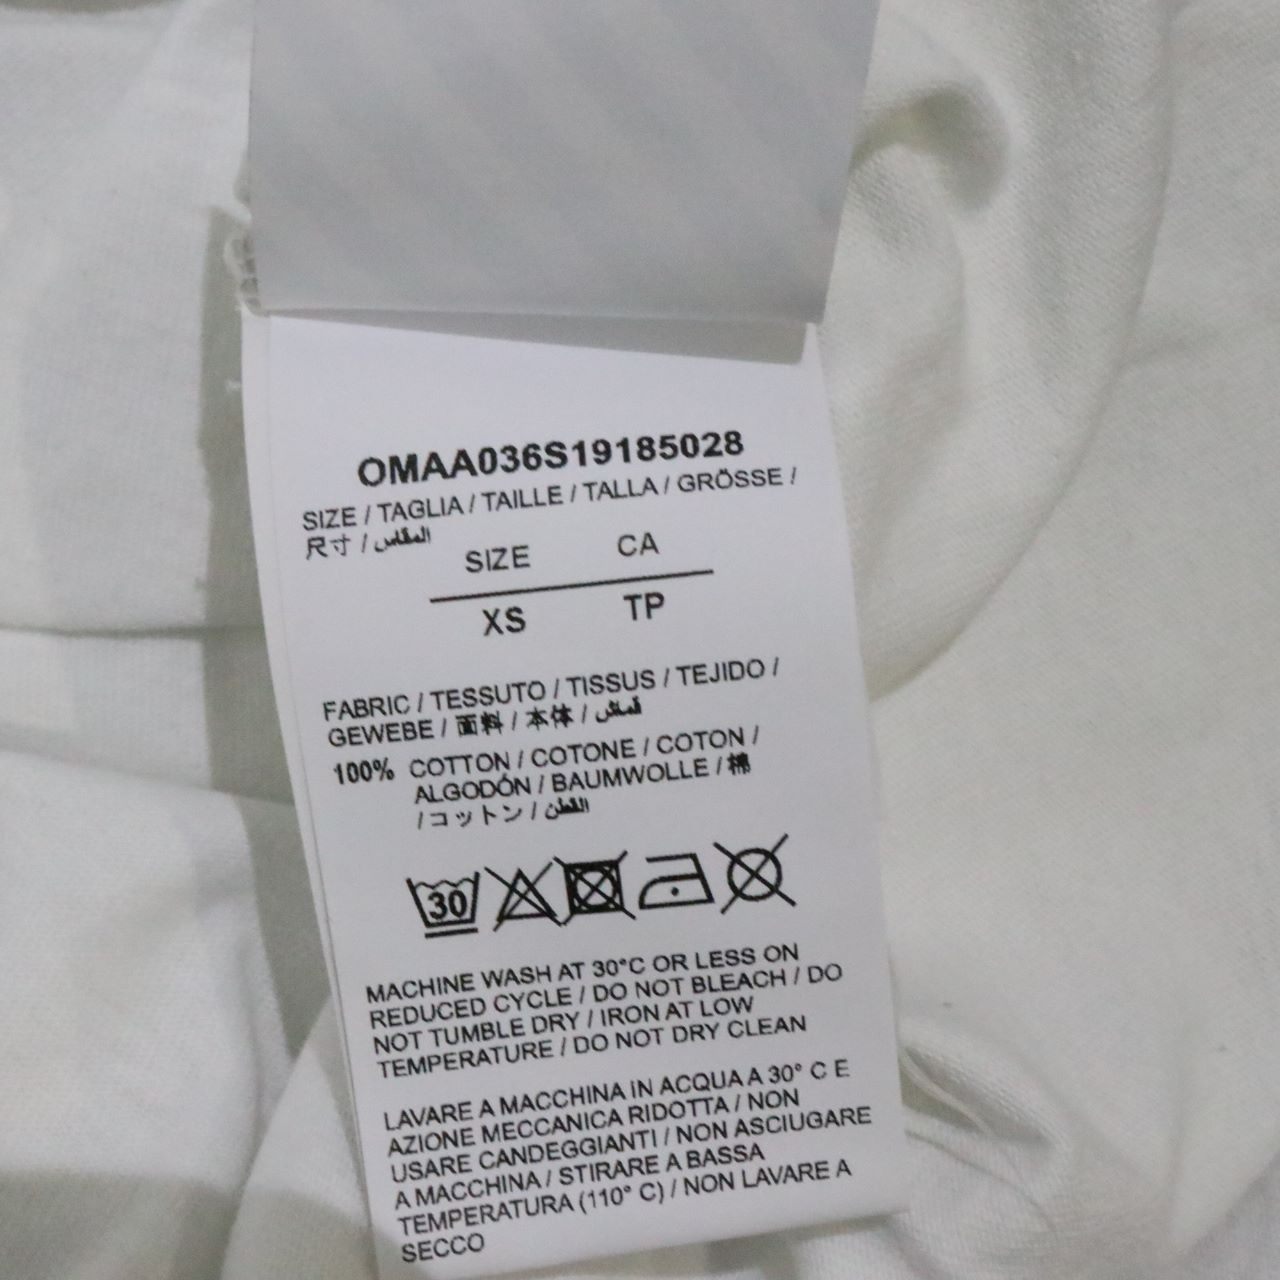 OMAA036S19185028
SIZE / TAGLIA / TAILLE / TALLA / GRÖSSE /
尺寸 / المقاس
SIZE CA
XS TP
FABRIC / TESSUTO / TISSUS / TEJIDO /
GEWEBE / 面料 / 本体 / قماش
100% COTTON / COTONE / COTON /
ALGODÓN / BAUMWOLLE / 棉
/ コットン / القطن
30
MACHINE WASH AT 30°C OR LESS ON
REDUCED CYCLE / DO NOT BLEACH / DO
NOT TUMBLE DRY / IRON AT LOW
TEMPERATURE / DO NOT DRY CLEAN
LAVARE A MACCHINA IN ACQUA A 30° C E
AZIONE MECCANICA RIDOTTA / NON
USARE CANDEGGIANTI / NON ASCIUGARE
A MACCHINA / STIRARE A BASSA
TEMPERATURA (110° C) / NON LAVARE A
SECCO